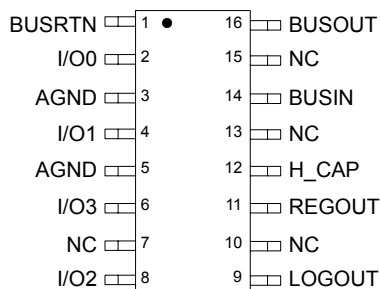 BUSRTN 1 16 BUSOUT
I/O0 2 15 NC
AGND 3 14 BUSIN
I/O1 4 13 NC
AGND 5 12 H_CAP
I/O3 6 11 REGOUT
NC 7 10 NC
I/O2 8 9 LOGOUT